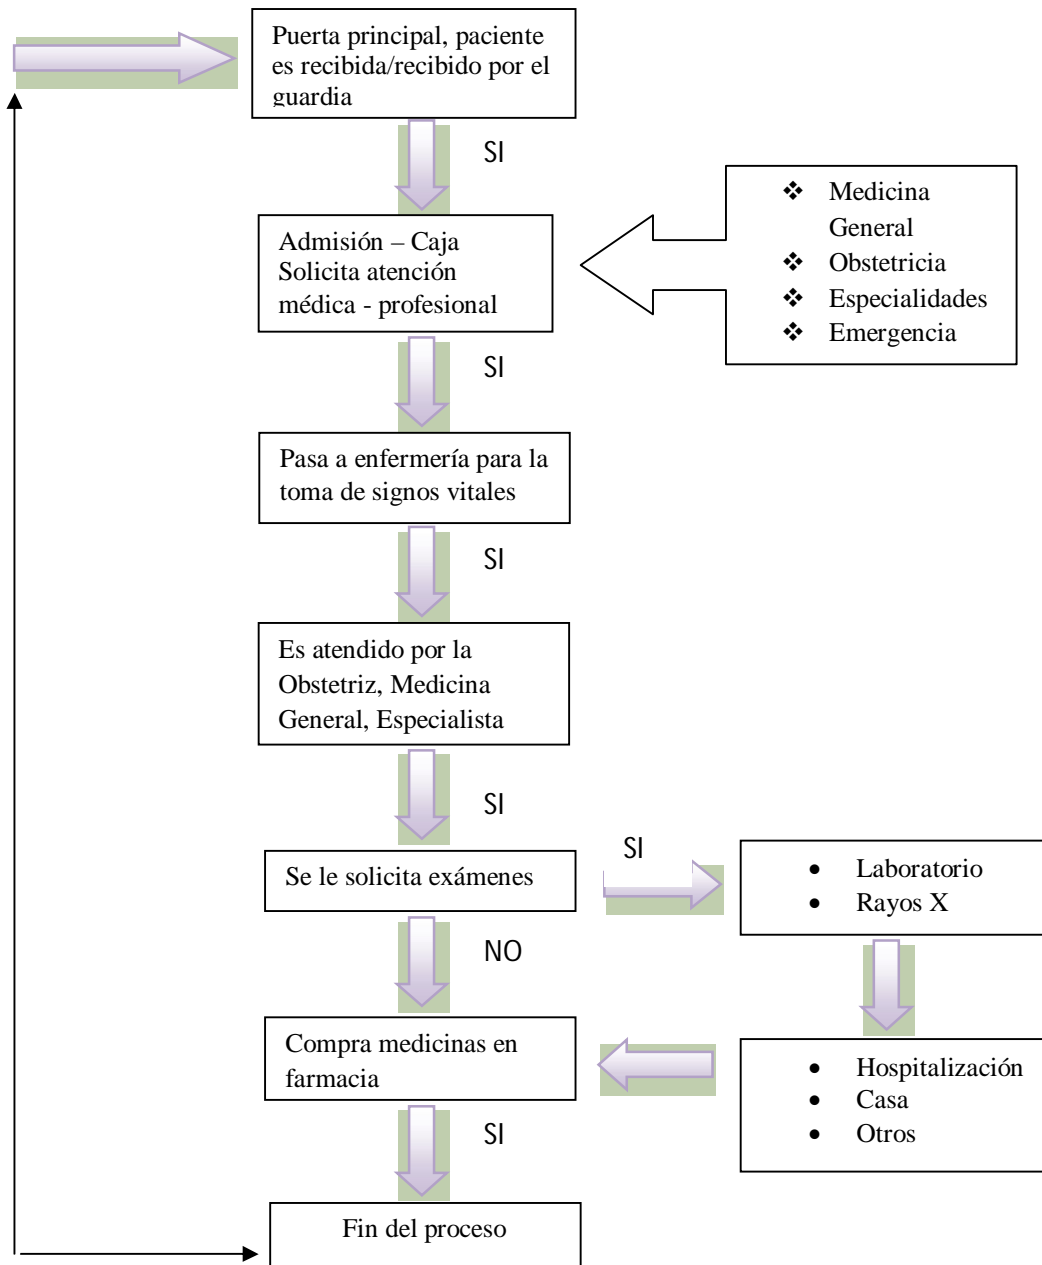 Puerta principal, paciente
es recibida/recibido por el
guardia
SI
Medicina
General
Obstetricia
Especialidades
Emergencia
Admisión – Caja
Solicita atención
médica - profesional
SI
Pasa a enfermería para la
toma de signos vitales
SI
Es atendido por la
Obstetriz, Medicina
General, Especialista
SI
Se le solicita exámenes
SI
Laboratorio
Rayos X
NO
Compra medicinas en
farmacia
Hospitalización
Casa
Otros
SI
Fin del proceso